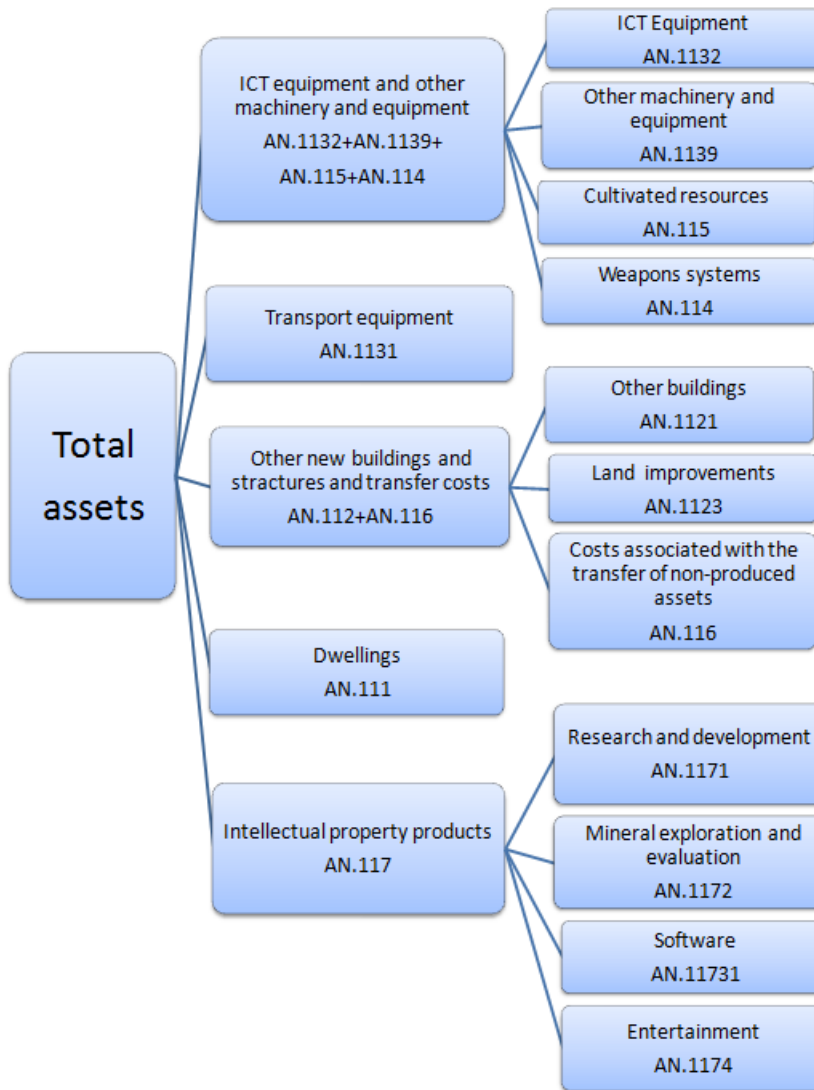 Total
assets
ICT equipment and other
machinery and equipment
AN.1132+AN.1139+
AN.115+AN.114
ICT Equipment
AN.1132
Other machinery and
equipment
AN.1139
Cultivated resources
AN.115
Weapons systems
AN.114
Transport equipment
AN.1131
Other new buildings and
stractures and transfer costs
AN.112+AN.116
Other buildings
AN.1121
Land improvements
AN.1123
Costs associated with the
transfer of non-produced
assets
AN.116
Dwellings
AN.111
Intellectual property products
AN.117
Research and development
AN.1171
Mineral exploration and
evaluation
AN.1172
Software
AN.11731
Entertainment
AN.1174